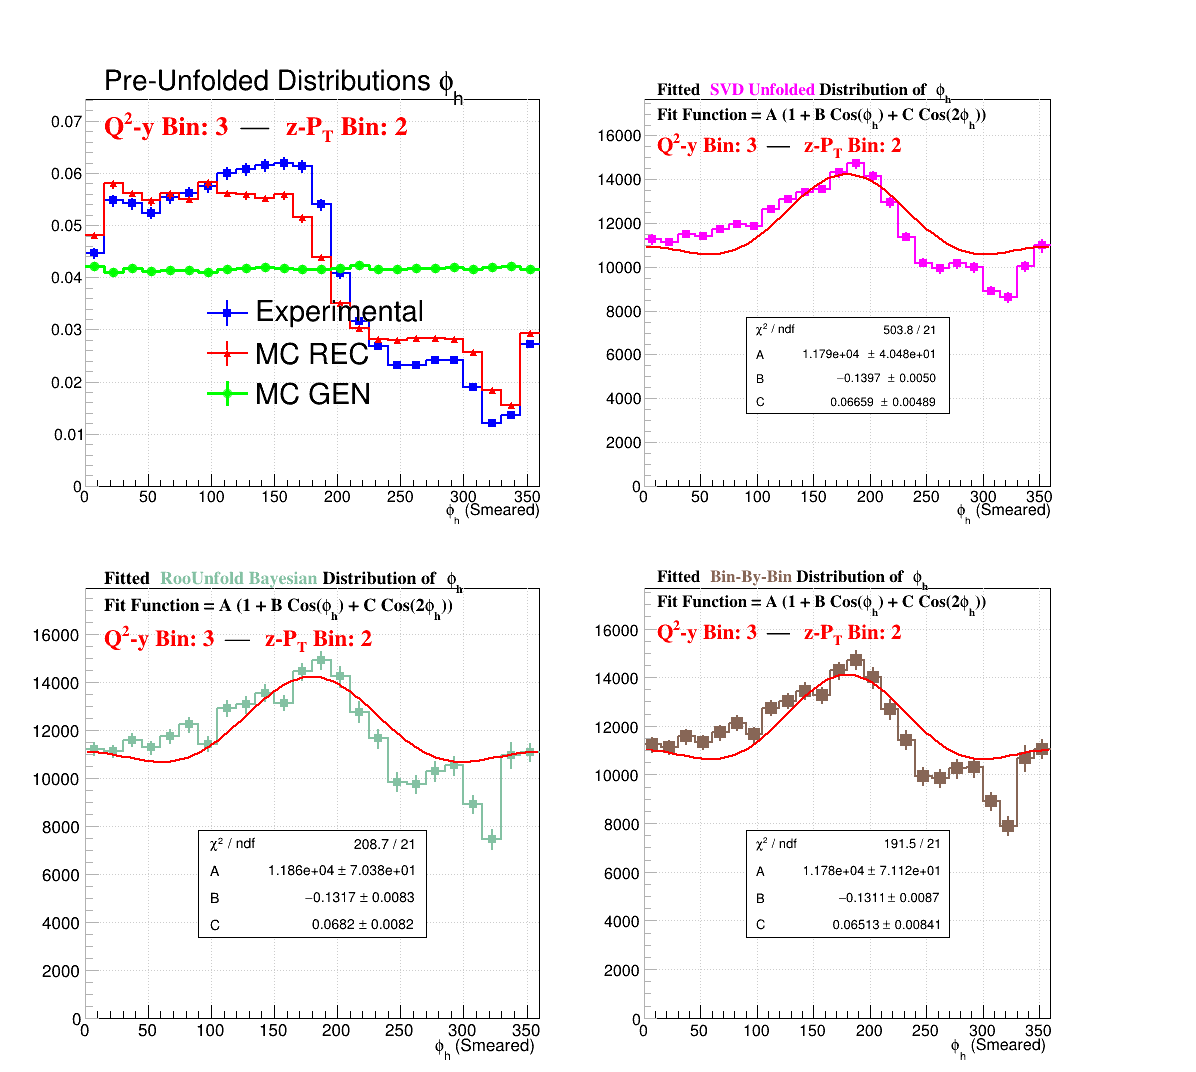 Pre-Unfolded Distributions ϕh
Q²-y Bin: 3 — z-PT Bin: 2
0.07
0.06
0.05
0.04
0.03
0.02
0.01
0
Experimental
MC REC
MC GEN
0 50 100 150 200 250 300 350
ϕh (Smeared)
Fitted SVD Unfolded Distribution of ϕh
Fit Function = A (1 + B Cos(ϕh) + C Cos(2ϕh))
Q²-y Bin: 3 — z-PT Bin: 2
16000
14000
12000
10000
8000
6000
4000
2000
0
χ² / ndf 503.8 / 21
A 1.179e+04 ± 4.048e+01
B −0.1397 ± 0.0050
C 0.06659 ± 0.00489
0 50 100 150 200 250 300 350
ϕh (Smeared)
Fitted RooUnfold Bayesian Distribution of ϕh
Fit Function = A (1 + B Cos(ϕh) + C Cos(2ϕh))
Q²-y Bin: 3 — z-PT Bin: 2
16000
14000
12000
10000
8000
6000
4000
2000
0
χ² / ndf 208.7 / 21
A 1.186e+04 ± 7.038e+01
B −0.1317 ± 0.0083
C 0.0682 ± 0.0082
0 50 100 150 200 250 300 350
ϕh (Smeared)
Fitted Bin-By-Bin Distribution of ϕh
Fit Function = A (1 + B Cos(ϕh) + C Cos(2ϕh))
Q²-y Bin: 3 — z-PT Bin: 2
16000
14000
12000
10000
8000
6000
4000
2000
0
χ² / ndf 191.5 / 21
A 1.178e+04 ± 7.112e+01
B −0.1311 ± 0.0087
C 0.06513 ± 0.00841
0 50 100 150 200 250 300 350
ϕh (Smeared)